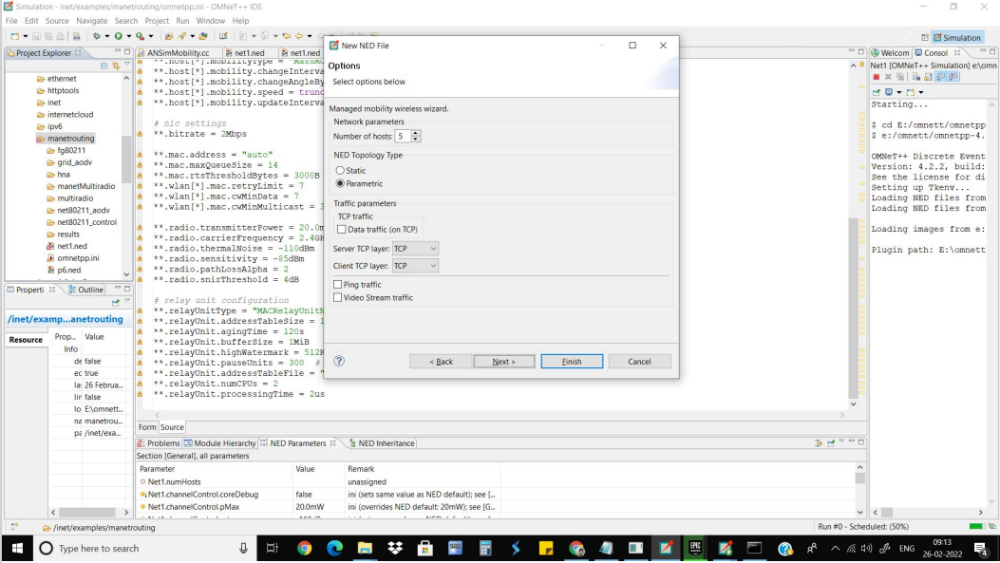 Simulation - inet/examples/manetrouting/omnetpp.ini - OMNeT++ IDE
File Edit Source Navigate Search Project Run Window Help
Simulation
Project Explorer
ethernet
httptools
inet
internetcloud
ipv6
manetrouting
fg80211
grid_aodv
hna
manetMultiradio
multiradio
net80211_aodv
net80211_control
results
net1.ned
omnetpp.ini
p6.ned
ANSimMobility.cc net1.ned net1.ned
**.host[*].mobilityType = "MassMo
**.host[*].mobility.changeInterva
**.host[*].mobility.changeAngleBy
**.host[*].mobility.speed = trunc
**.host[*].mobility.updateInterva
# nic settings
**.bitrate = 2Mbps
**.mac.address = "auto"
**.mac.maxQueueSize = 14
**.mac.rtsThresholdBytes = 3000B
**.wlan[*].mac.retryLimit = 7
**.wlan[*].mac.cwMinData = 7
**.wlan[*].mac.cwMinMulticast = 3
**.radio.transmitterPower = 20.0m
**.radio.carrierFrequency = 2.4GH
**.radio.thermalNoise = -110dBm
**.radio.sensitivity = -85dBm
**.radio.pathLossAlpha = 2
**.radio.snirThreshold = 4dB
# relay unit configuration
**.relayUnitType = "MACRelayUnitN
**.relayUnit.addressTableSize = 1
**.relayUnit.agingTime = 120s
**.relayUnit.bufferSize = 1MiB
**.relayUnit.highWatermark = 512K
**.relayUnit.pauseUnits = 300 #
**.relayUnit.addressTableFile = "
**.relayUnit.numCPUs = 2
**.relayUnit.processingTime = 2us
Form Source
New NED File
Options
Select options below
Managed mobility wireless wizard.
Network parameters
Number of hosts: 5
NED Topology Type
Static
Parametric
Traffic parameters
TCP traffic
Data traffic (on TCP)
Server TCP layer: TCP
Client TCP layer: TCP
Ping traffic
Video Stream traffic
? < Back Next > Finish Cancel
Welcom Consol
Net1 [OMNeT++ Simulation] e:\omn
Starting...
$ cd E:/omnett/omnetpp
$ e:/omnett/omnetpp-4.
OMNeT++ Discrete Event
Version: 4.2.2, build:
See the license for di
Setting up Tkenv...
Loading NED files from
Loading NED files from
Loading images from e:
Plugin path: E:\omnett
Properti Outline
/inet/examp...anetrouting
Resource
Prop... Value
Info
de false
ec true
la: 26 Februa...
lir false
lo E:\omnett...
na manetrou...
pa /inet/exa...
Problems Module Hierarchy NED Parameters NED Inheritance
Section [General], all parameters
Parameter Value Remark
Net1.numHosts unassigned
Net1.channelControl.coreDebug false ini (sets same value as NED default); see [...
Net1.channelControl.pMax 20.0mW ini (overrides NED default: 20mW); see [G...
/inet/examples/manetrouting
Run #0 - Scheduled: (50%)
Type here to search
ENG
09:13
26-02-2022
4